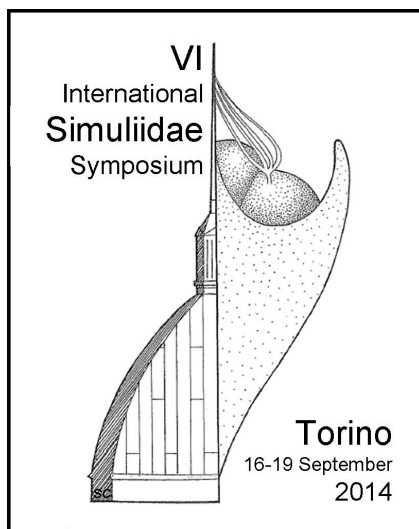 VI
International
Simuliidae
Symposium
Torino
16-19 September
2014
SC